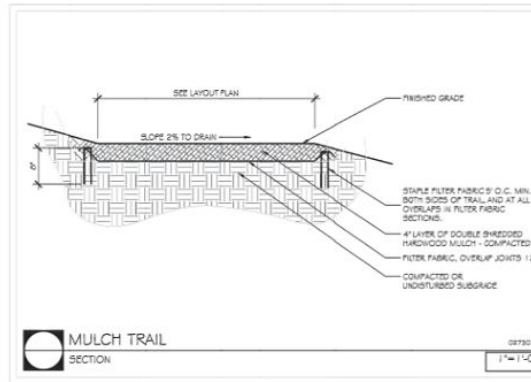 SEE LAYOUT PLAN
FINISHED GRADE
SLOPE 2% TO DRAIN
STAPLE FILTER FABRIC 5' O.C. MIN.
BOTH SIDES OF TRAIL, AND AT ALL
OVERLAPS IN FILTER FABRIC
SECTIONS.
4" LAYER OF DOUBLE SHREDDED
HARDWOOD MULCH - COMPACTED
FILTER FABRIC, OVERLAP JOINTS
COMPACTED OR
UNDISTURBED SUBGRADE
MULCH TRAIL
SECTION